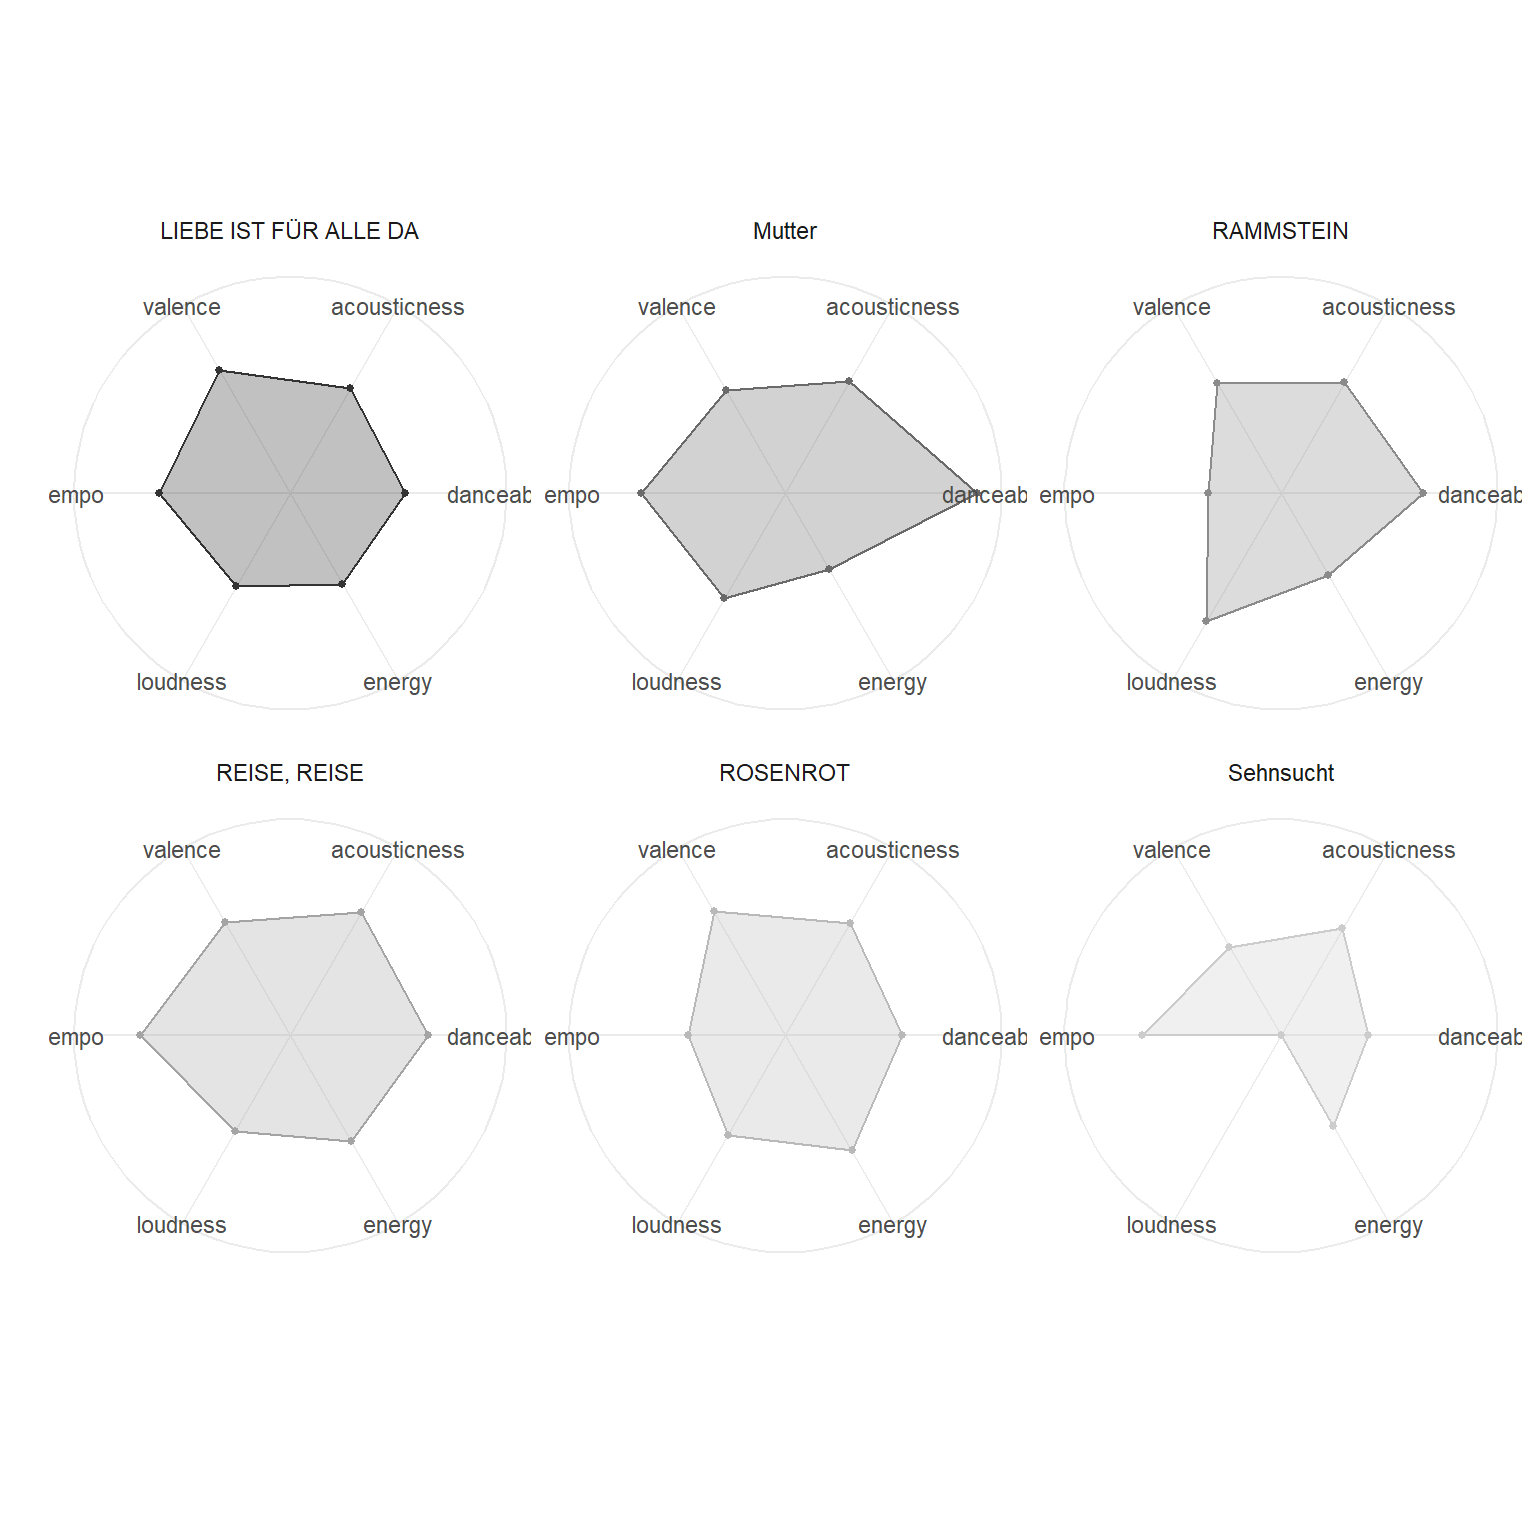 LIEBE IST FÜR ALLE DA
Mutter
RAMMSTEIN
valence acousticness
valence acousticness
valence acousticness
empo danceab
empo danceab
empo danceab
loudness energy
loudness energy
loudness energy
REISE, REISE
ROSENROT
Sehnsucht
valence acousticness
valence acousticness
valence acousticness
empo danceab
empo danceab
empo danceab
loudness energy
loudness energy
loudness energy